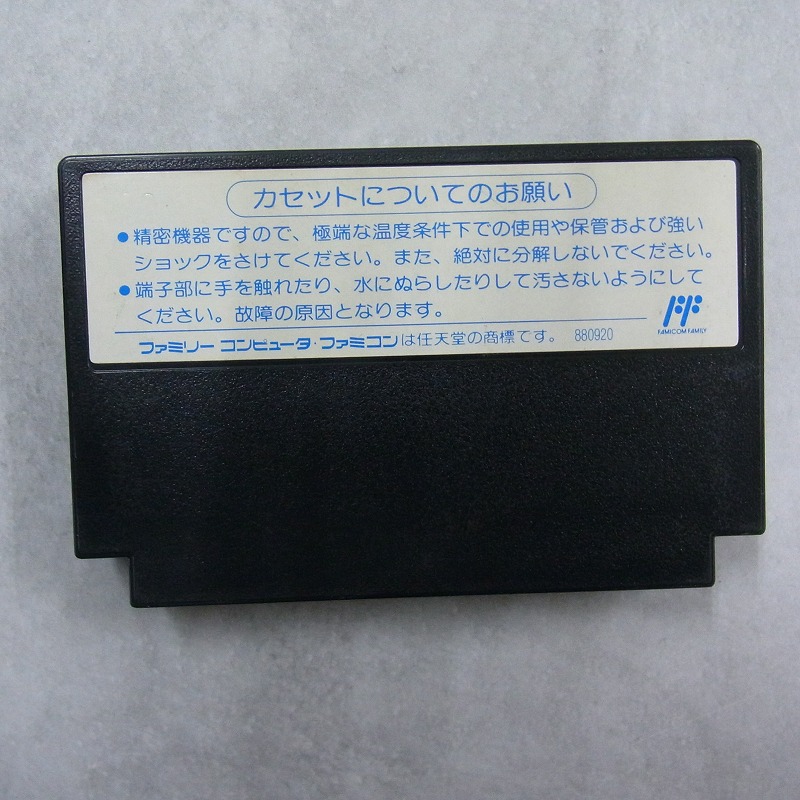 カセットについてのお願い
●精密機器ですので、極端な温度条件下での使用や保管および強い
ショックをさけてください。また、絶対に分解しないでください。
●端子部に手を触れたり、水にぬらしたりして汚さないようにして
ください。故障の原因となります。
FF
FAMICOM FAMILY
ファミリー コンピュータ・ファミコンは任天堂の商標です。 880920